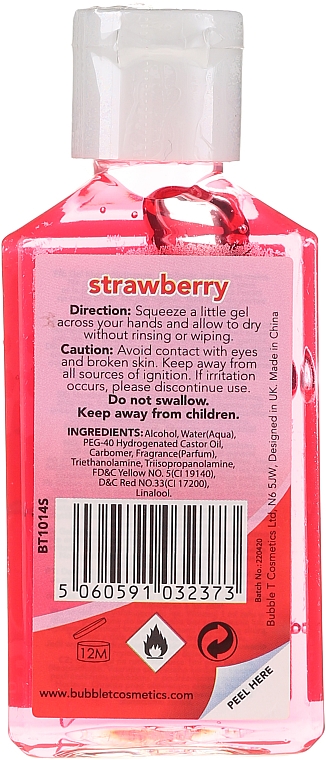 strawberry
Direction: Squeeze a little gel
across your hands and allow to dry
without rinsing or wiping.
Caution: Avoid contact with eyes
and broken skin. Keep away from
all sources of ignition. If irritation
occurs, please discontinue use.
Do not swallow.
Keep away from children.
INGREDIENTS: Alcohol, Water(Aqua),
PEG-40 Hydrogenated Castor Oil,
Carbomer, Fragrance(Parfum),
Triethanolamine, Triisopropanolamine,
FD&C Yellow NO. 5(CI 19140),
D&C Red NO.33(CI 17200),
Linalool.
BT1014S
5 060591 032373
Batch No.: 220420
Bubble T Cosmetics Ltd, N6 5JW, Designed in UK. Made in China
12M
www.bubbletcosmetics.com
PEEL HERE